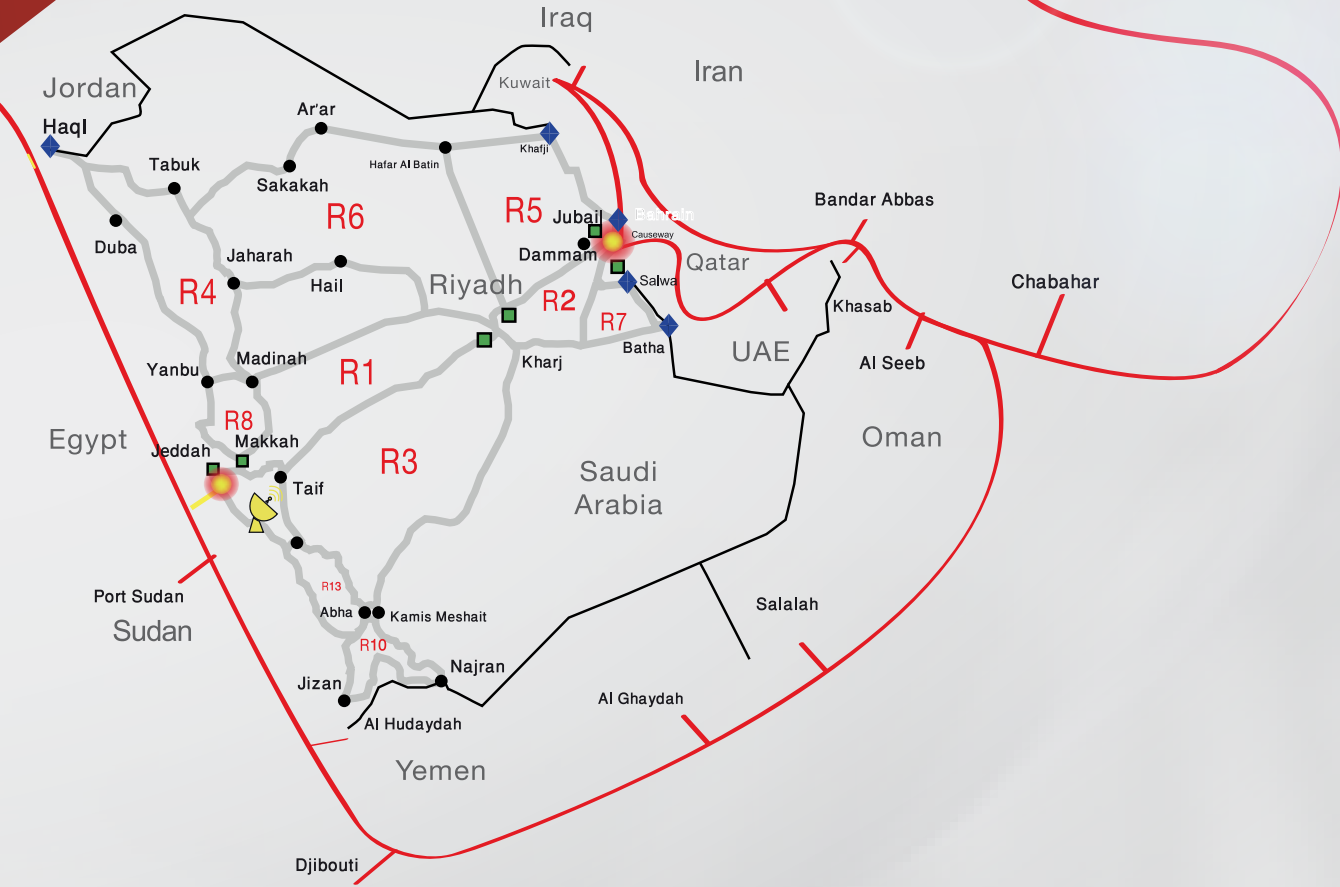 Iraq
Iran
Kuwait
Jordan
Haql
Ar'ar
Hafar Al Batin
Khafji
Tabuk
Sakakah
R6
R5
Jubail
Bahrain
Causeway
Bandar Abbas
Duba
Jaharah
Dammam
Qatar
Hail
Riyadh
Salwa
Chabahar
R4
R2
Khasab
R7
Batha
UAE
Al Seeb
Kharj
Madinah
Yanbu
R1
R8
Egypt
Jeddah
Makkah
Oman
R3
Saudi
Arabia
Taif
Port Sudan
Sudan
R13
Abha
Kamis Meshait
Salalah
R10
Najran
Jizan
Al Ghaydah
Al Hudaydah
Yemen
Djibouti